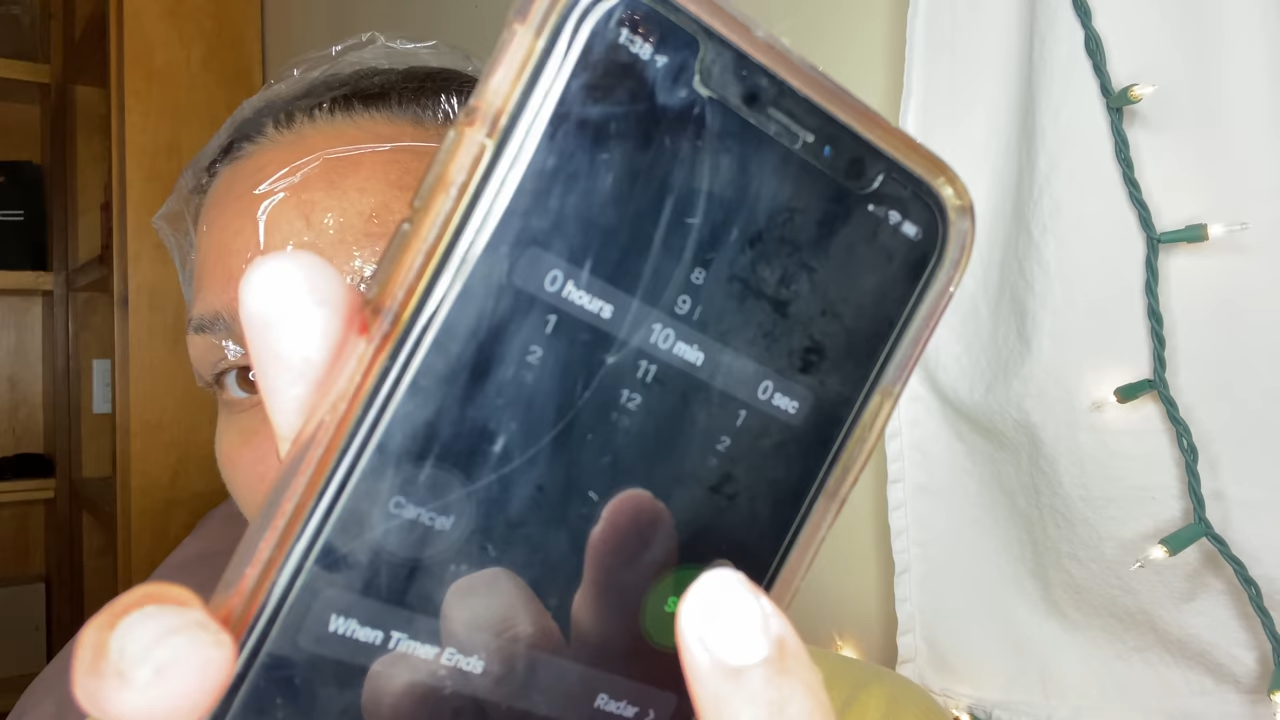 1:38
8
9
0 hours 10 min 0 sec
1 11 1
2 12 2
Cancel S
When Timer Ends Radar >